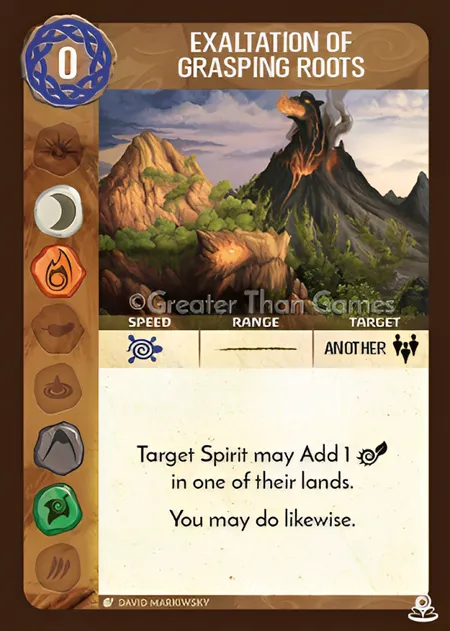 0
EXALTATION OF
GRASPING ROOTS
©Greater Than Games
SPEED RANGE TARGET
ANOTHER
Target Spirit may Add 1
in one of their lands.
You may do likewise.
DAVID MARKIWSKY